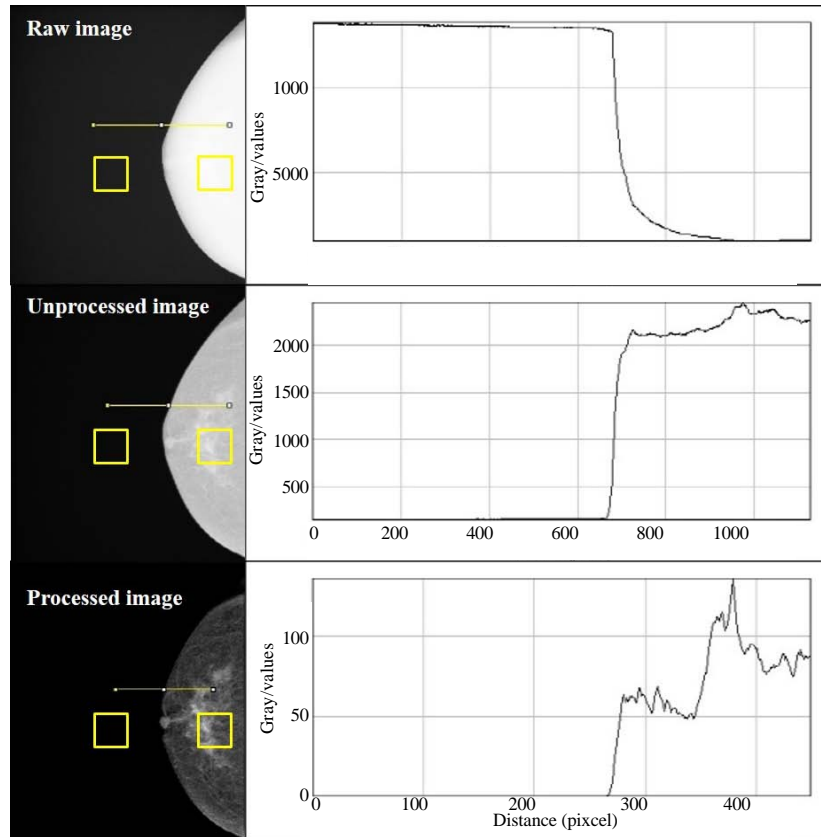 Raw image
1000
5000
Gray/values
Unprocessed image
2000
1500
1000
500
Gray/values
0 200 400 600 800 1000
Processed image
100
50
0
Gray/values
0 100 200 300 400
Distance (pixcel)